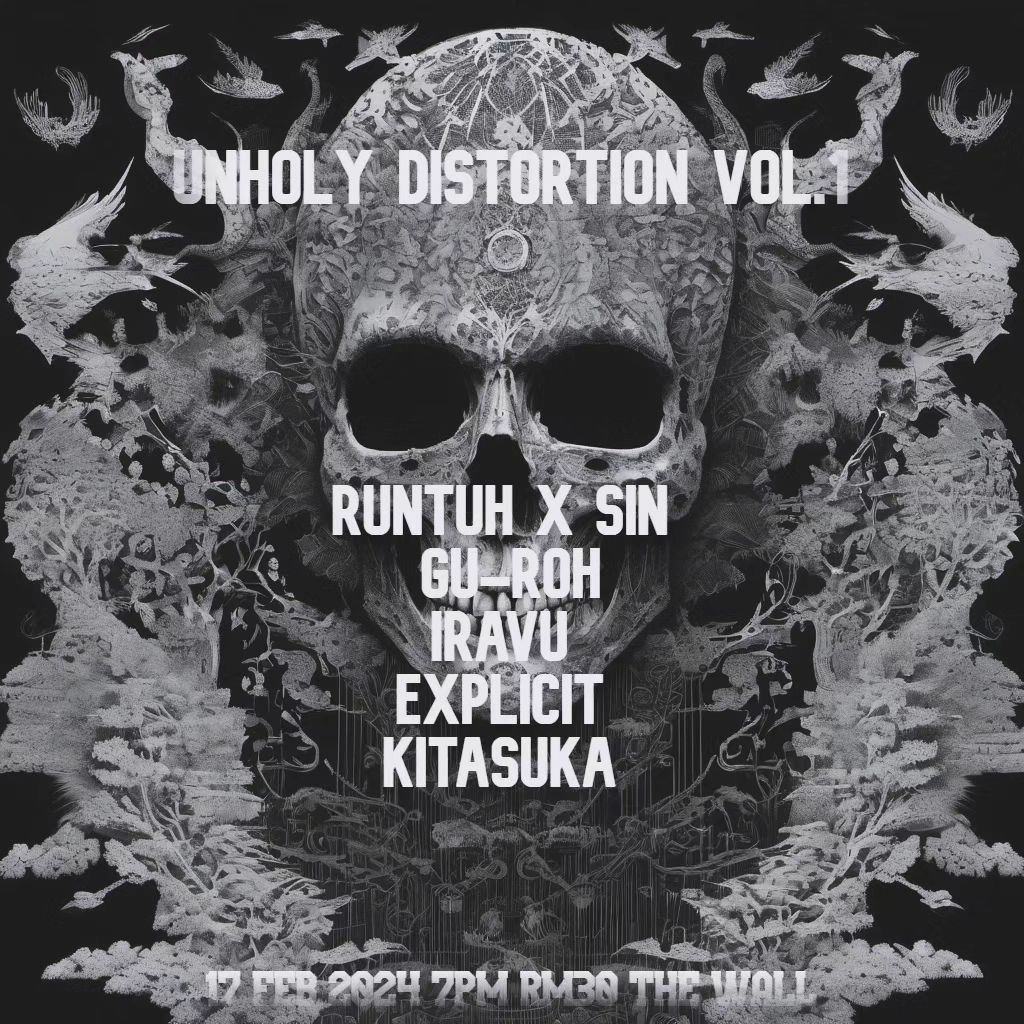 UNHOLY DISTORTION VOL.1
RUNTUH X SIN
GU-ROH
IRAVU
EXPLICIT
KITASUKA
17 FEB 2024 7PM RM30 THE WALL